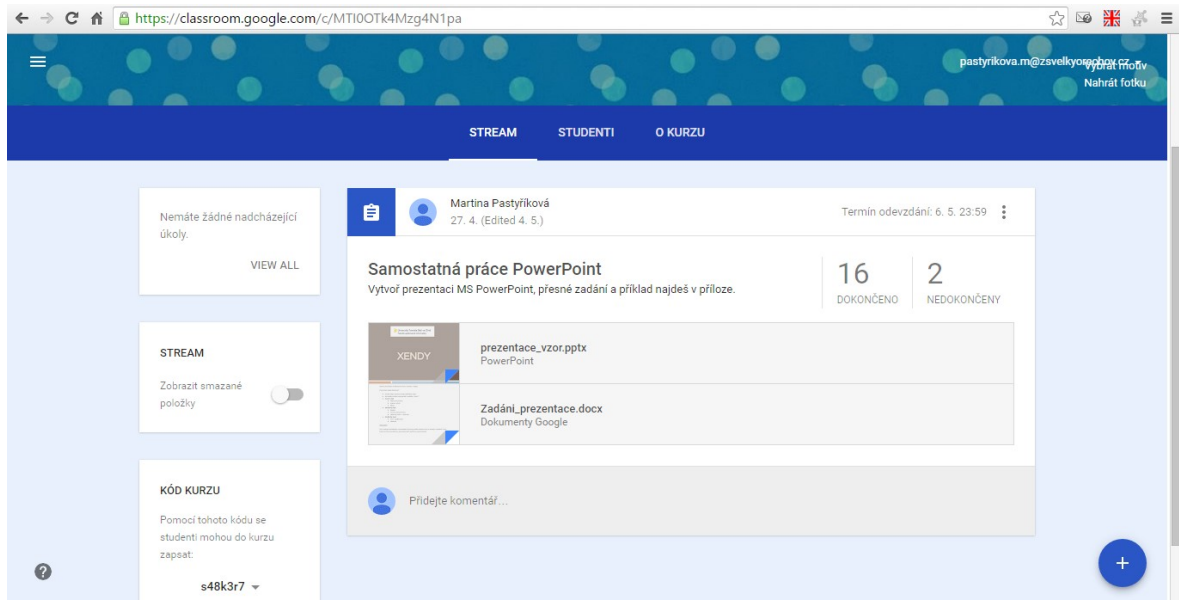 https://classroom.google.com/c/MTI0OTk4Mzg4N1pa
pastyrikova.m@zsvelkyorechov.cz
Vybrat motiv
Nahrát fotku
STREAM STUDENTI O KURZU
Nemáte žádné nadcházející
úkoly.
VIEW ALL
STREAM
Zobrazit smazané
položky
KÓD KURZU
Pomocí tohoto kódu se
studenti mohou do kurzu
zapsat:
s48k3r7
Martina Pastyříková
27. 4. (Edited 4. 5.)
Termín odevzdání: 6. 5. 23:59
Samostatná práce PowerPoint
Vytvoř prezentaci MS PowerPoint, přesné zadání a příklad najdeš v příloze.
16
DOKONČENO
2
NEDOKONČENY
XENDY
prezentace_vzor.pptx
PowerPoint
Zadáni_prezentace.docx
Dokumenty Google
Přidejte komentář...